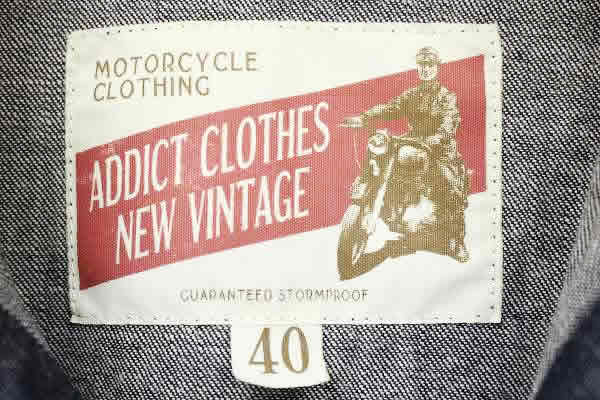 MOTORCYCLE
CLOTHING
ADDICT CLOTHES
NEW VINTAGE
GUARANTEED STORMPROOF
40